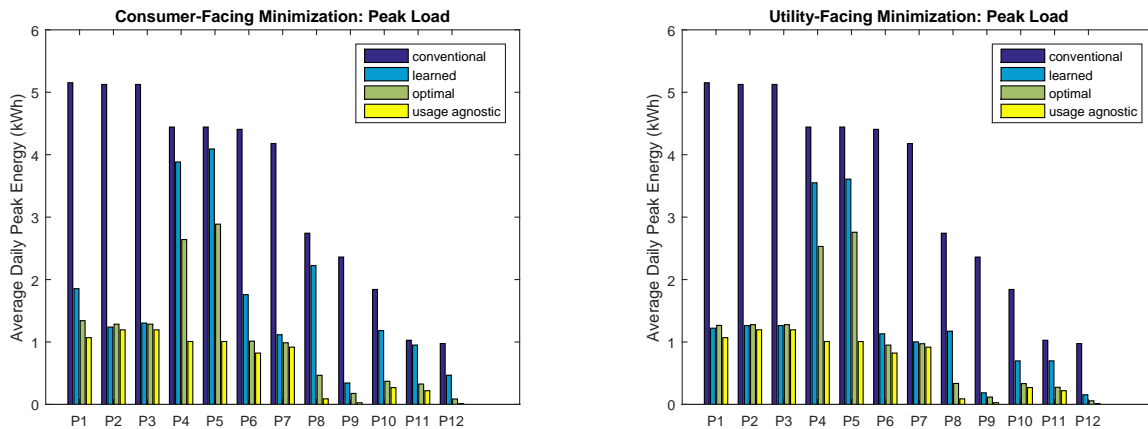 Consumer-Facing Minimization: Peak Load
Average Daily Peak Energy (kWh)
6
5
4
3
2
1
0
conventional
learned
optimal
usage agnostic
P1 P2 P3 P4 P5 P6 P7 P8 P9 P10 P11 P12
Utility-Facing Minimization: Peak Load
Average Daily Peak Energy (kWh)
6
5
4
3
2
1
0
conventional
learned
optimal
usage agnostic
P1 P2 P3 P4 P5 P6 P7 P8 P9 P10 P11 P12